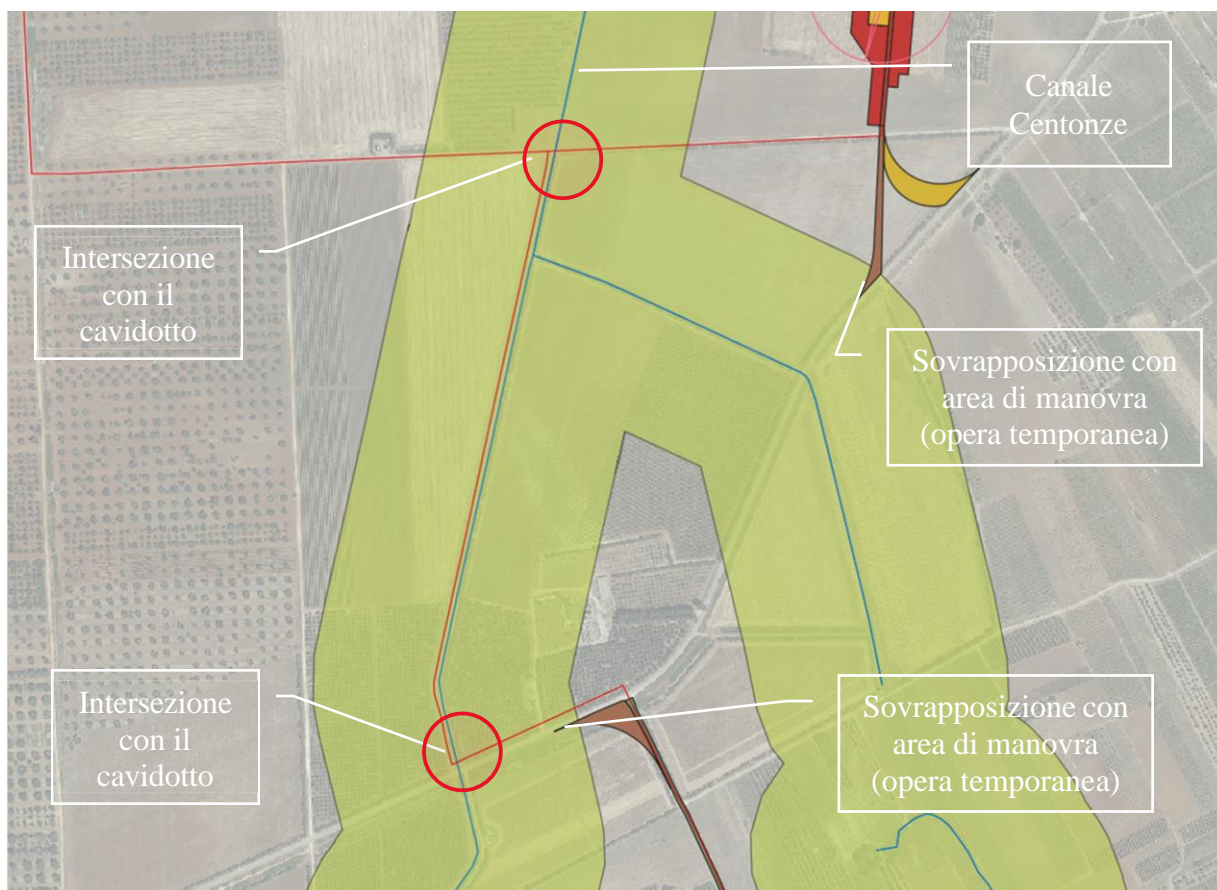 Canale
Centonze
Intersezione
con il
cavidotto
Sovrapposizione con
area di manovra
(opera temporanea)
Intersezione
con il
cavidotto
Sovrapposizione con
area di manovra
(opera temporanea)